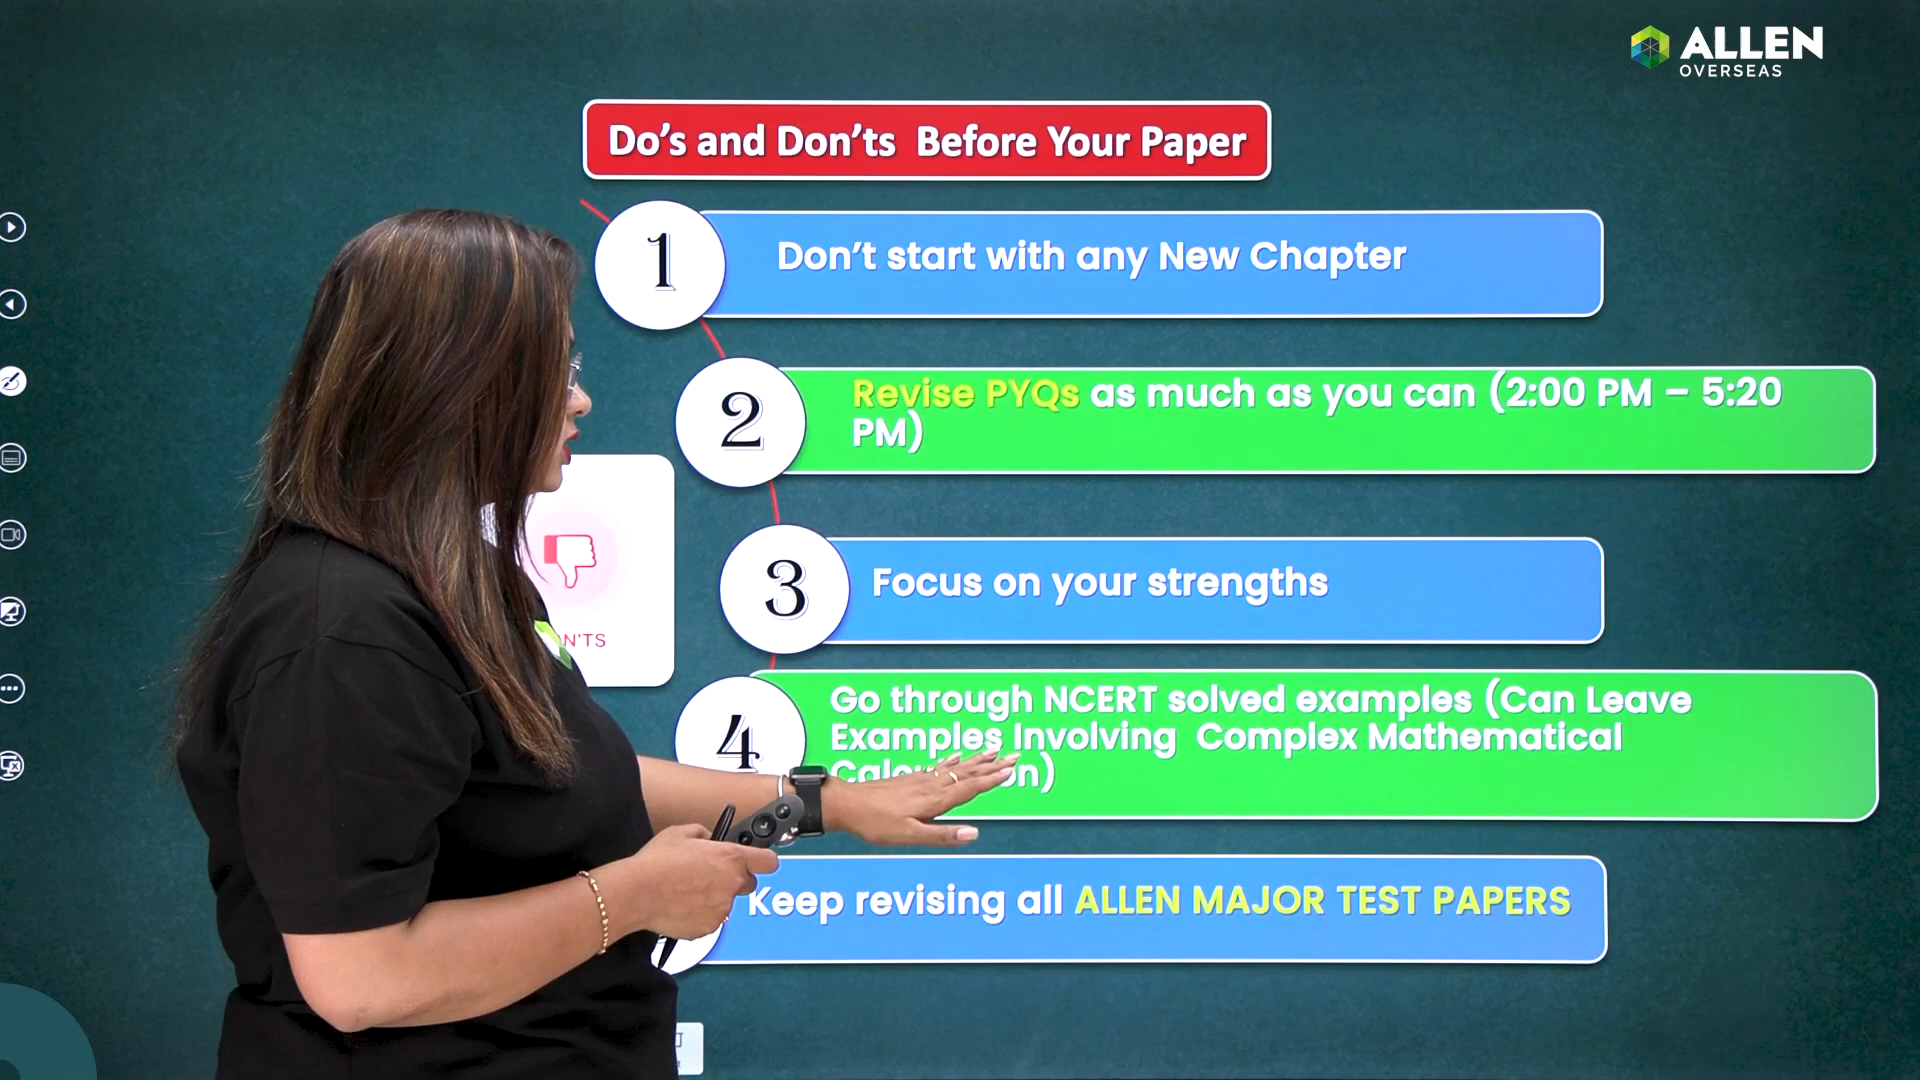 ALLEN
OVERSEAS
Do's and Don'ts Before Your Paper
1
Don't start with any New Chapter
2
Revise PYQs as much as you can (2:00 PM – 5:20
PM)
3
Focus on your strengths
4
Go through NCERT solved examples (Can Leave
Examples Involving Complex Mathematical
N'TS
Keep revising all ALLEN MAJOR TEST PAPERS